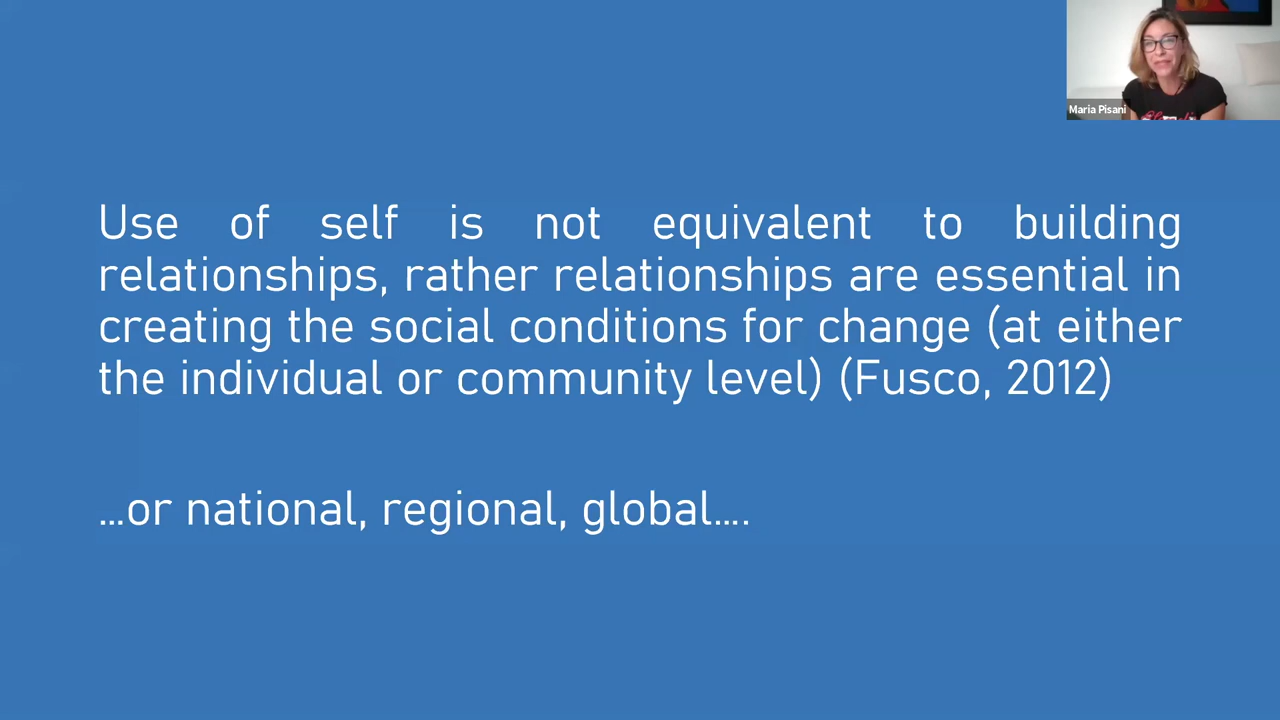 Maria Pisani
Use of self is not equivalent to building
relationships, rather relationships are essential in
creating the social conditions for change (at either
the individual or community level) (Fusco, 2012)
...or national, regional, global....